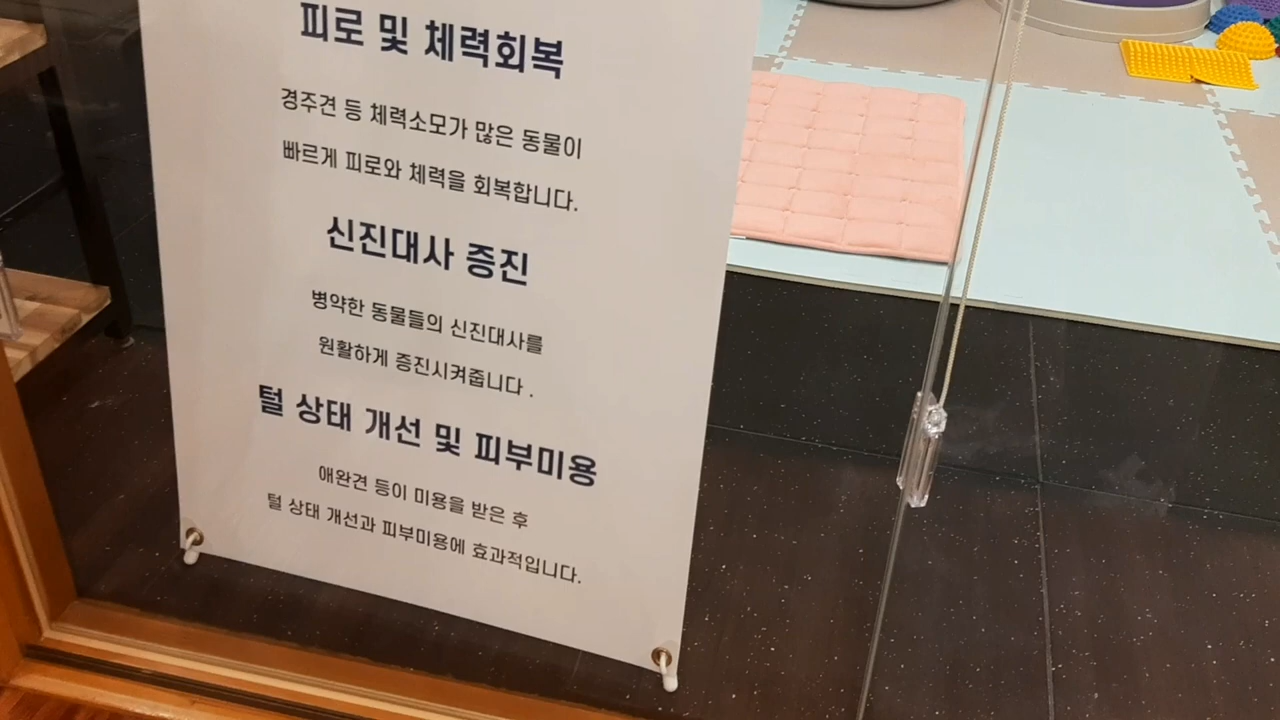 피로 및 체력회복
경주견 등 체력소모가 많은 동물이
빠르게 피로와 체력을 회복합니다.
신진대사 증진
병약한 동물들의 신진대사를
원활하게 증진시켜줍니다 .
털 상태 개선 및 피부미용
애완견 등이 미용을 받은 후
털 상태 개선과 피부미용에 효과적입니다.